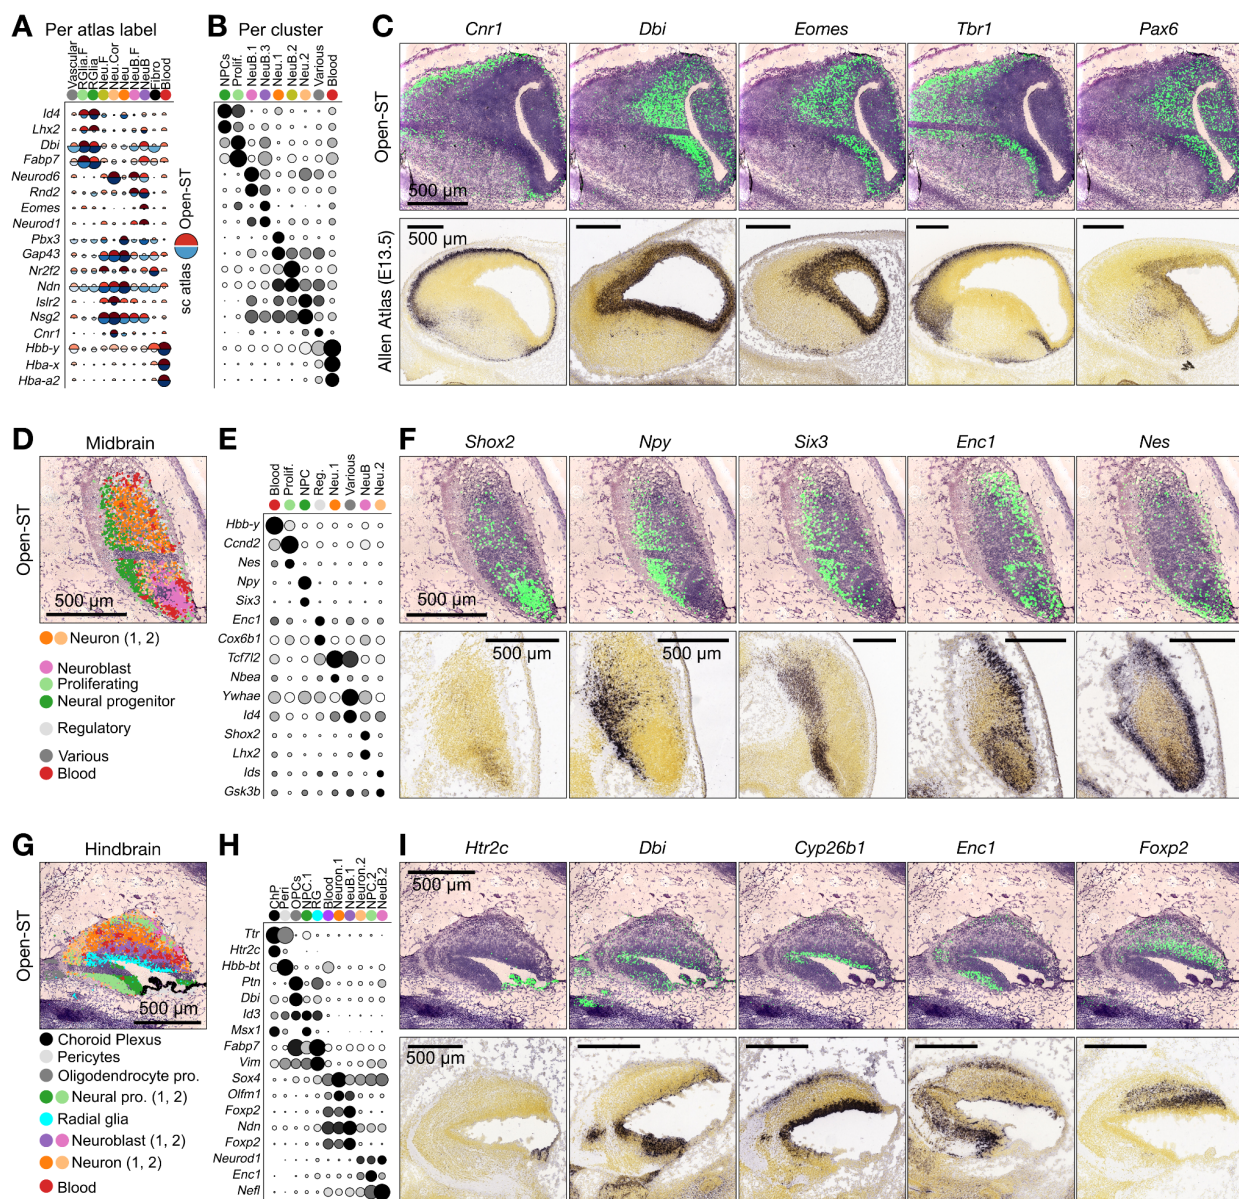 A Per atlas label
Vascular RGlia.F RGlia Neu.F Neu.Cor Neu NeuB.F NeuB Fibro Blood
Id4
Lhx2
Dbi
Fabp7
Neurod6
Rnd2
Eomes
Neurod1
Pbx3
Gap43
Nr2f2
Ndn
Islr2
Nsg2
Cnr1
Hbb-y
Hba-x
Hba-a2
Open-ST
sc atlas
B Per cluster
NPCs Prolif. NeuB.1 NeuB.3 Neu.1 NeuB.2 Neu.2 Various Blood
C Cnr1 Dbi Eomes Tbr1 Pax6
Open-ST
500 µm
Allen Atlas (E13.5)
500 µm
D Midbrain
Open-ST
500 µm
Neuron (1, 2)
Neuroblast
Proliferating
Neural progenitor
Regulatory
Various
Blood
E
Blood Prolif. NPC Reg. Neu.1 Various NeuB Neu.2
Hbb-y
Ccnd2
Nes
Npy
Six3
Enc1
Cox6b1
Tcf7l2
Nbea
Ywhae
Id4
Shox2
Lhx2
Ids
Gsk3b
F Shox2 Npy Six3 Enc1 Nes
500 µm
500 µm 500 µm
G Hindbrain
Open-ST
500 µm
Choroid Plexus
Pericytes
Oligodendrocyte pro.
Neural pro. (1, 2)
Radial glia
Neuroblast (1, 2)
Neuron (1, 2)
Blood
H
ChP Peri OPCs NPC.1 RG Blood Neuron.1 NeuB.1 Neuron.2 NPC.2 NeuB.2
Ttr
Htr2c
Hbb-bt
Ptn
Dbi
Id3
Msx1
Fabp7
Vim
Sox4
Olfm1
Foxp2
Ndn
Foxp2
Neurod1
Enc1
Nefl
I Htr2c Dbi Cyp26b1 Enc1 Foxp2
500 µm
500 µm